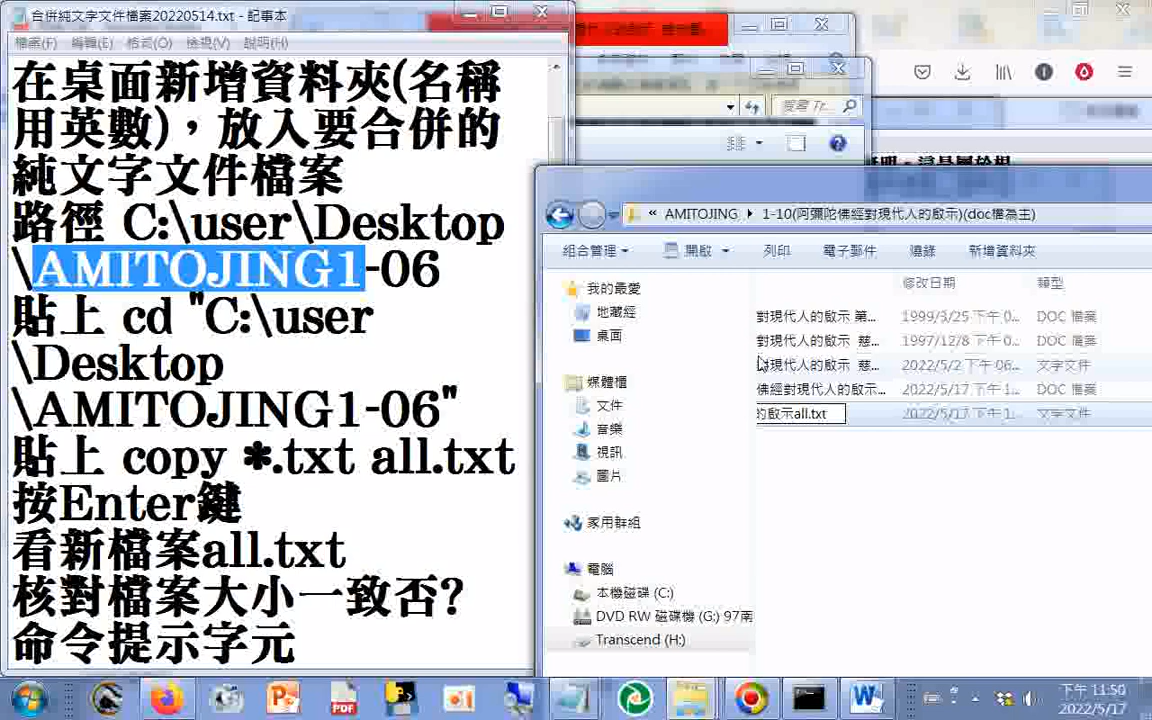 合併純文字文件檔案20220514.txt - 記事本
檔案(F) 編輯(E) 格式(O) 檢視(V) 說明(H)
在桌面新增資料夾(名稱
用英數)，放入要合併的
純文字文件檔案
路徑 C:\user\Desktop
\AMITOJING1-06
貼上 cd "C:\user
\Desktop
\AMITOJING1-06"
貼上 copy *.txt all.txt
按Enter鍵
看新檔案all.txt
核對檔案大小一致否?
命令提示字元
搜尋 Tr...
« AMITOJING 1-10(阿彌陀佛經對現代人的啟示)(doc檔為主)
組合管理 開啟 列印 電子郵件 燒錄 新增資料夾
我的最愛
地藏經
桌面
媒體櫃
文件
音樂
視訊
圖片
家用群組
電腦
本機磁碟 (C:)
DVD RW 磁碟機 (G:) 97南
Transcend (H:)
修改日期 類型
對現代人的啟示 第... 1999/3/25 下午 0... DOC 檔案
對現代人的啟示 慈... 1997/12/8 下午 0... DOC 檔案
對現代人的啟示 慈... 2022/5/2 下午 06... 文字文件
佛經對現代人的啟示... 2022/5/17 下午 1... DOC 檔案
的啟示all.txt 2022/5/17 下午 1... 文字文件
下午 11:50
2022/5/17